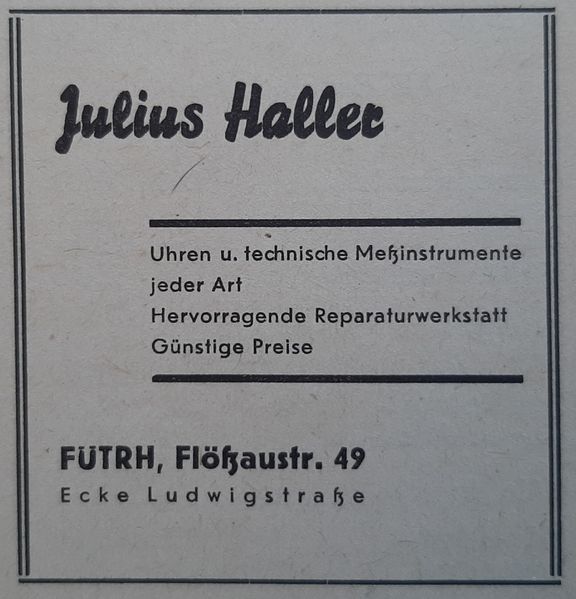 Julius Haller
Uhren u. technische Meßinstrumente
jeder Art
Hervorragende Reparaturwerkstatt
Günstige Preise
FÜTRH, Flößaustr. 49
Ecke Ludwigstraße